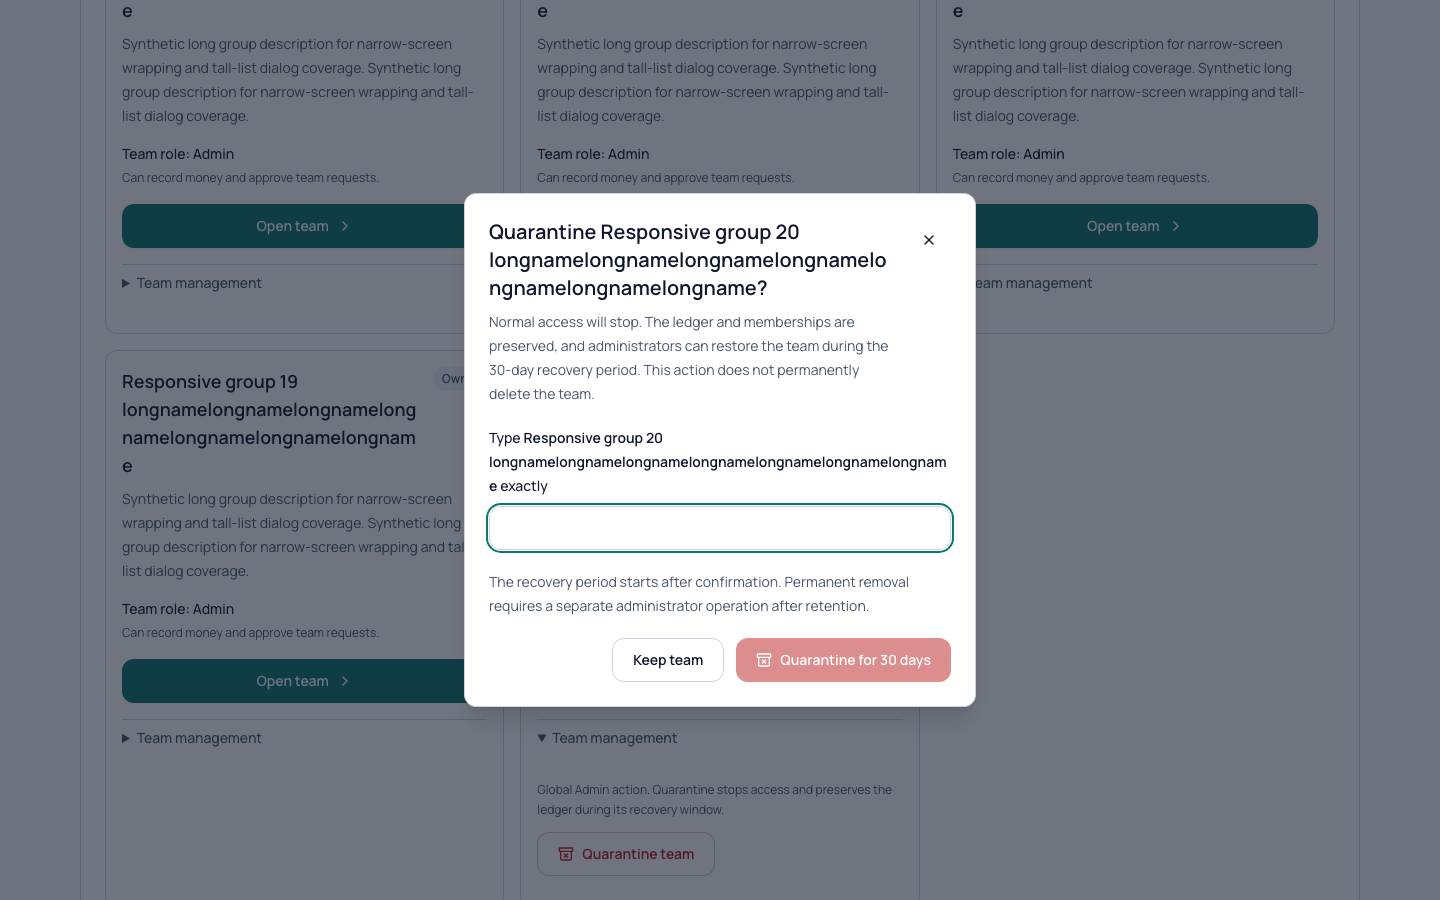 e
Synthetic long group description for narrow-screen
wrapping and tall-list dialog coverage. Synthetic long
group description for narrow-screen wrapping and tall-
list dialog coverage.
Team role: Admin
Can record money and approve team requests.
Open team
Team management
e
Synthetic long group description for narrow-screen
wrapping and tall-list dialog coverage. Synthetic long
group description for narrow-screen wrapping and tall-
list dialog coverage.
Team role: Admin
Can record money and approve team requests.
e
Synthetic long group description for narrow-screen
wrapping and tall-list dialog coverage. Synthetic long
group description for narrow-screen wrapping and tall-
list dialog coverage.
Team role: Admin
Can record money and approve team requests.
Open team
eam management
Quarantine Responsive group 20
longnamelongnamelongnamelongnamelo
ngnamelongnamelongname?
Normal access will stop. The ledger and memberships are
preserved, and administrators can restore the team during the
30-day recovery period. This action does not permanently
delete the team.
Type Responsive group 20
longnamelongnamelongnamelongnamelongnamelongnamelongnam
e exactly
The recovery period starts after confirmation. Permanent removal
requires a separate administrator operation after retention.
Keep team
Quarantine for 30 days
Responsive group 19
longnamelongnamelongnamelong
namelongnamelongnamelongnam
e
Own
Synthetic long group description for narrow-screen
wrapping and tall-list dialog coverage. Synthetic long
group description for narrow-screen wrapping and tal
list dialog coverage.
Team role: Admin
Can record money and approve team requests.
Open team
Team management
Team management
Global Admin action. Quarantine stops access and preserves the
ledger during its recovery window.
Quarantine team